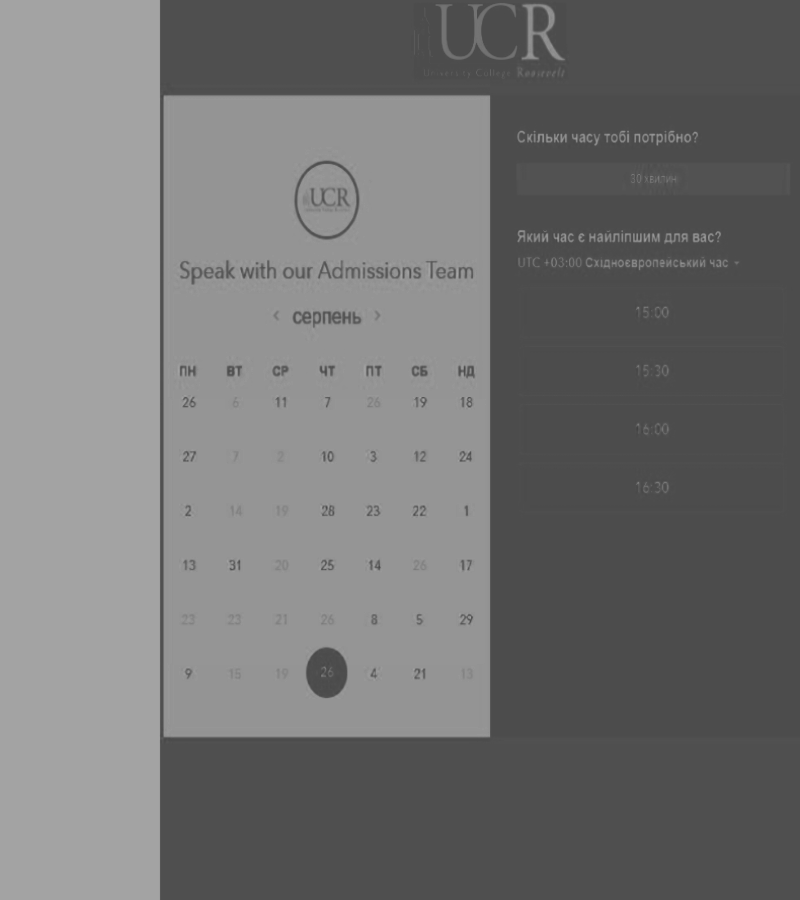 UCR
University College Roosevelt
UCR
Speak with our Admissions Team
< серпень >
ПН ВТ СР ЧТ ПТ СБ НД
26 6 11 7 26 19 18
27 7 2 10 3 12 24
2 14 19 28 23 22 1
13 31 20 25 14 26 17
23 23 21 26 8 5 29
9 15 19 26 4 21 13
Скільки часу тобі потрібно?
30 хвилин
Який час є найліпшим для вас?
UTC +03:00 Східноєвропейський час
15:00
15:30
16:00
16:30